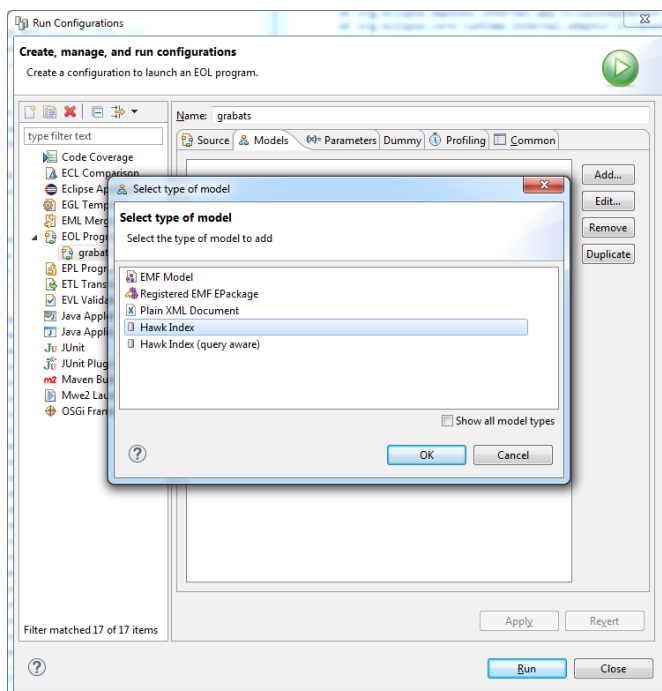 Run Configurations
Create, manage, and run configurations
Create a configuration to launch an EOL program.
type filter text
Code Coverage
ECL Comparison
Eclipse Ap
EGL Temp
EML Merg
EOL Progr
grabat
EPL Progr
ETL Trans
EVL Valida
Java Appl
Java Appli
JUnit
JUnit Plug
Maven Bu
Mwe2 Lau
OSGi Fram
Filter matched 17 of 17 items
Name: grabats
Source Models (x)= Parameters Dummy Profiling Common
Add...
Edit...
Remove
Duplicate
Select type of model
Select type of model
Select the type of model to add
EMF Model
Registered EMF EPackage
Plain XML Document
Hawk Index
Hawk Index (query aware)
Show all model types
OK Cancel
Apply Revert
Run Close